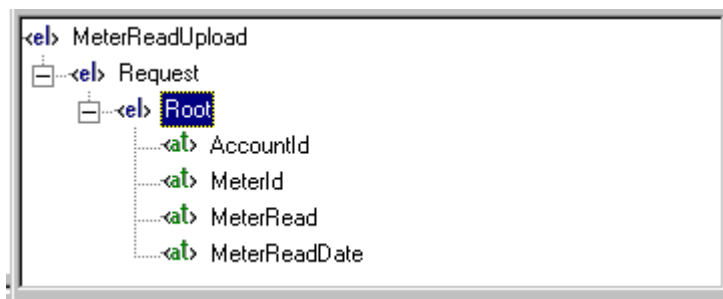 <el> MeterReadUpload
<el> Request
<el> Root
<at> AccountId
<at> MeterId
<at> MeterRead
<at> MeterReadDate